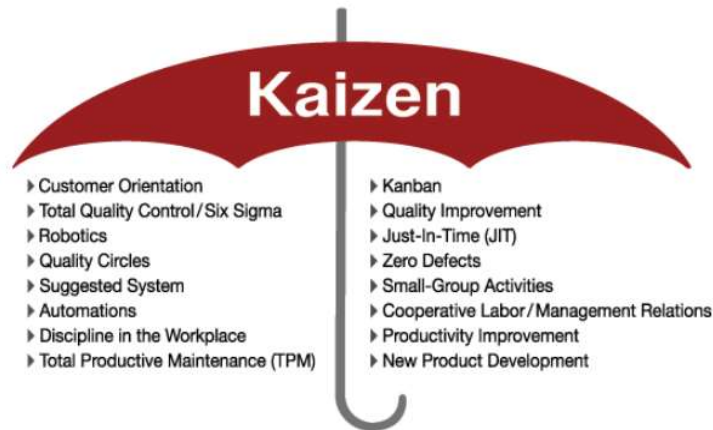 Kaizen
Customer Orientation
Total Quality Control/Six Sigma
Robotics
Quality Circles
Suggested System
Automations
Discipline in the Workplace
Total Productive Maintenance (TPM)
Kanban
Quality Improvement
Just-In-Time (JIT)
Zero Defects
Small-Group Activities
Cooperative Labor/Management Relations
Productivity Improvement
New Product Development